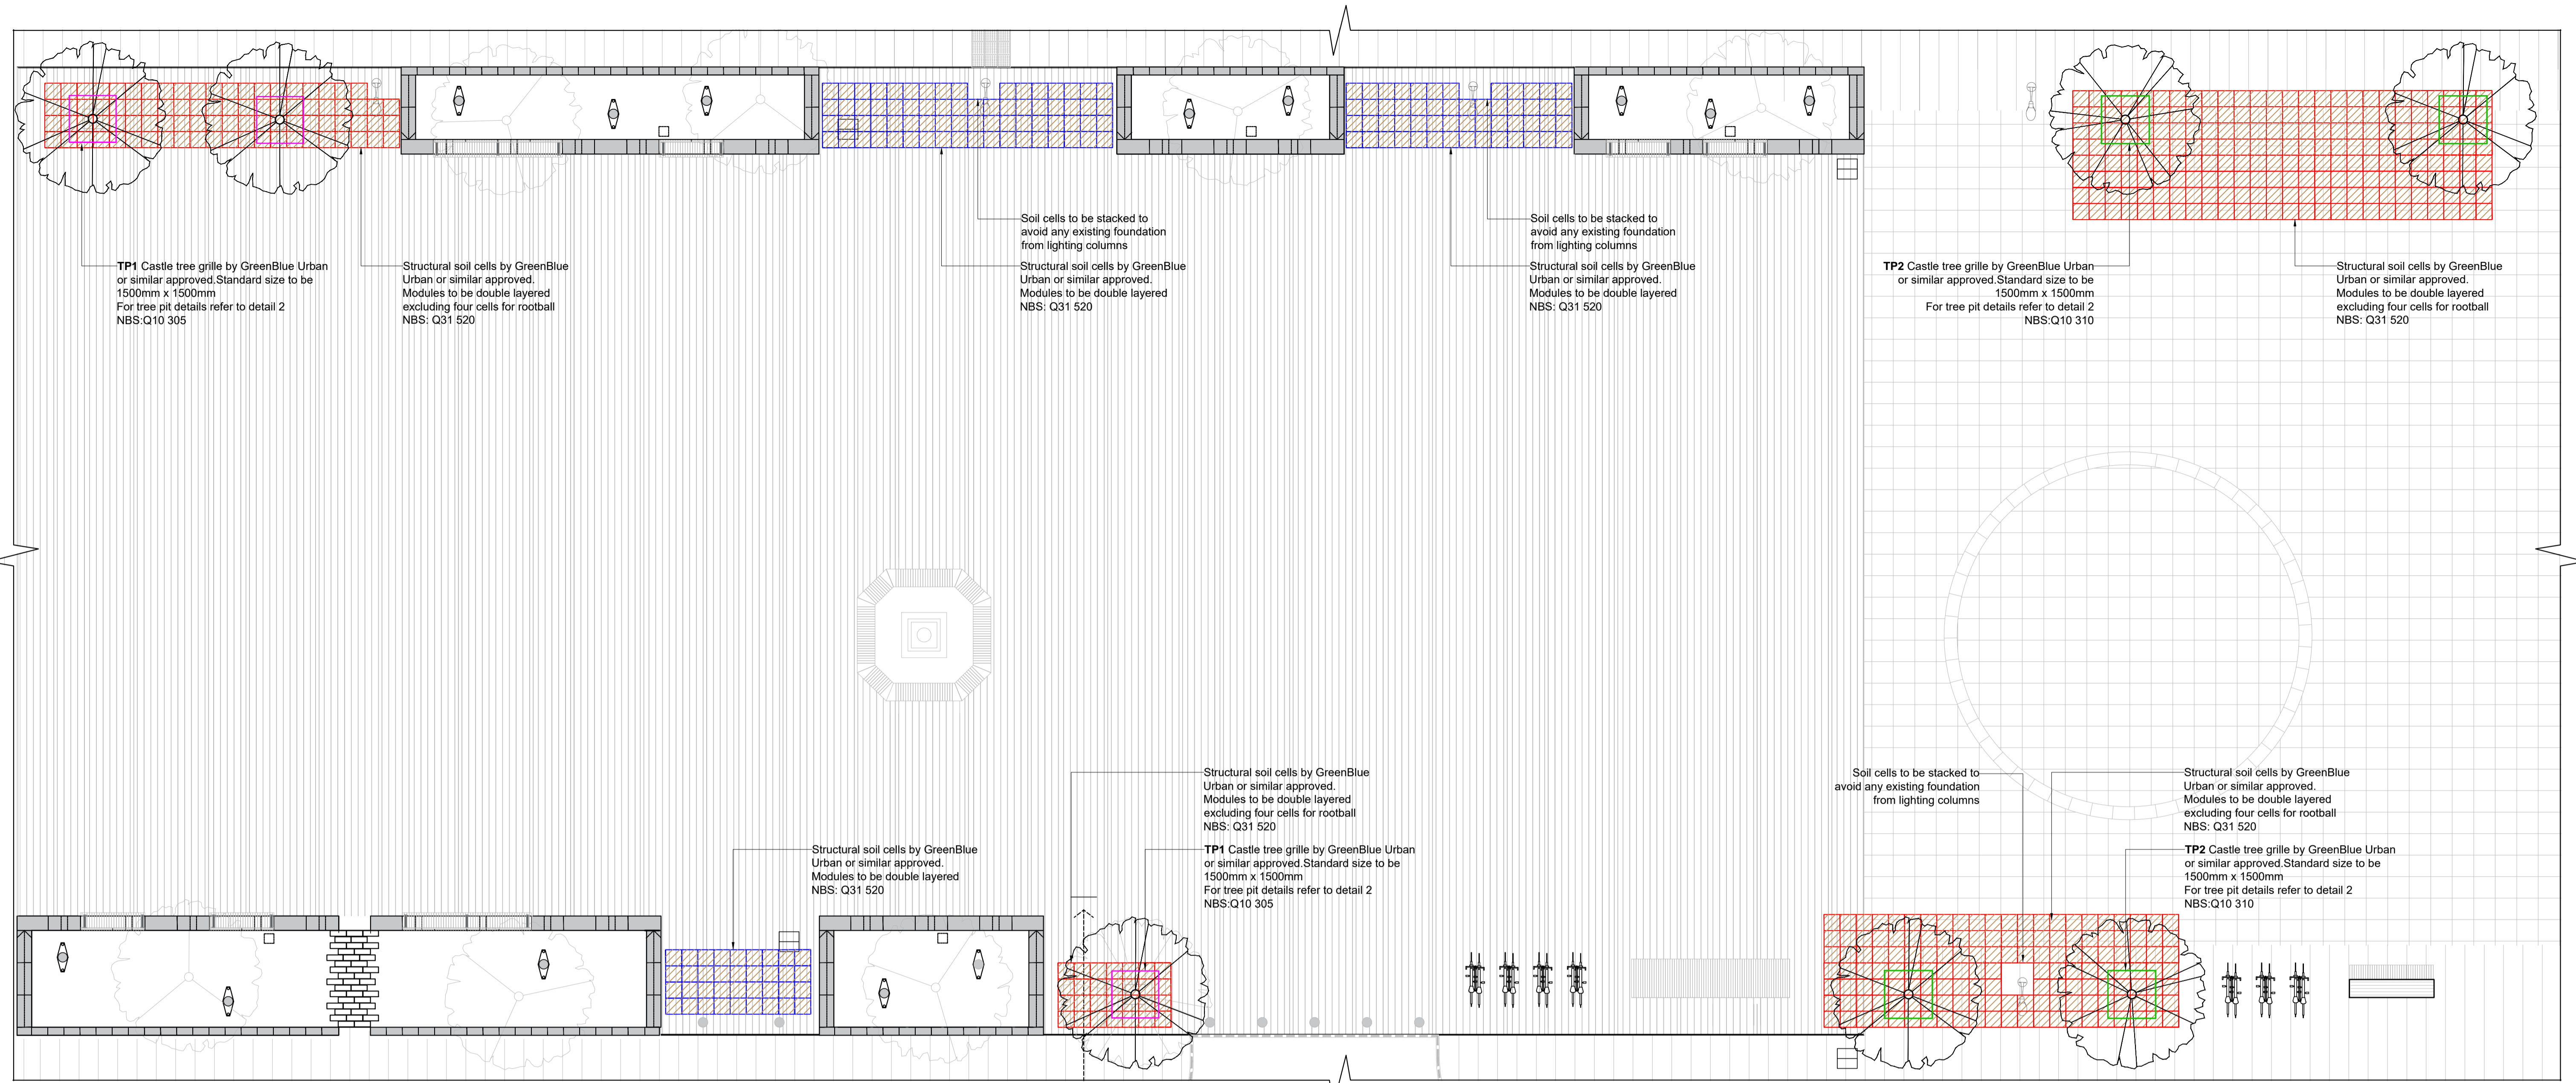 Soil cells to be stacked to
avoid any existing foundation
from lighting columns
Soil cells to be stacked to
avoid any existing foundation
from lighting columns
TP1 Castle tree grille by GreenBlue Urban
or similar approved.Standard size to be
1500mm x 1500mm
For tree pit details refer to detail 2
NBS:Q10 305
Structural soil cells by GreenBlue
Urban or similar approved.
Modules to be double layered
excluding four cells for rootball
NBS: Q31 520
Structural soil cells by GreenBlue
Urban or similar approved.
Modules to be double layered
NBS: Q31 520
Structural soil cells by GreenBlue
Urban or similar approved.
Modules to be double layered
NBS: Q31 520
TP2 Castle tree grille by GreenBlue Urban
or similar approved.Standard size to be
1500mm x 1500mm
For tree pit details refer to detail 2
NBS:Q10 310
Structural soil cells by GreenBlue
Urban or similar approved.
Modules to be double layered
excluding four cells for rootball
NBS: Q31 520
Structural soil cells by GreenBlue
Urban or similar approved.
Modules to be double layered
excluding four cells for rootball
NBS: Q31 520
Soil cells to be stacked to
avoid any existing foundation
from lighting columns
Structural soil cells by GreenBlue
Urban or similar approved.
Modules to be double layered
excluding four cells for rootball
NBS: Q31 520
Structural soil cells by GreenBlue
Urban or similar approved.
Modules to be double layered
NBS: Q31 520
TP1 Castle tree grille by GreenBlue Urban
or similar approved.Standard size to be
1500mm x 1500mm
For tree pit details refer to detail 2
NBS:Q10 305
TP2 Castle tree grille by GreenBlue Urban
or similar approved.Standard size to be
1500mm x 1500mm
For tree pit details refer to detail 2
NBS:Q10 310